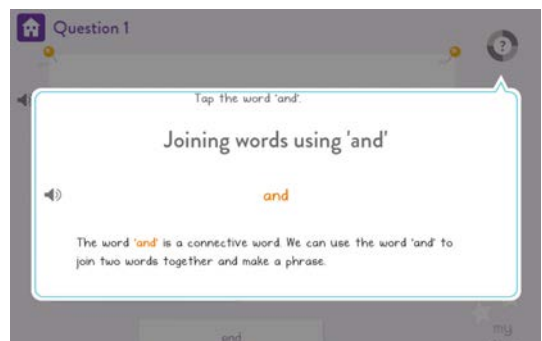 Question 1
?
Tap the word 'and'.
Joining words using 'and'
and
The word 'and' is a connective word. We can use the word 'and' to
join two words together and make a phrase.
my
and